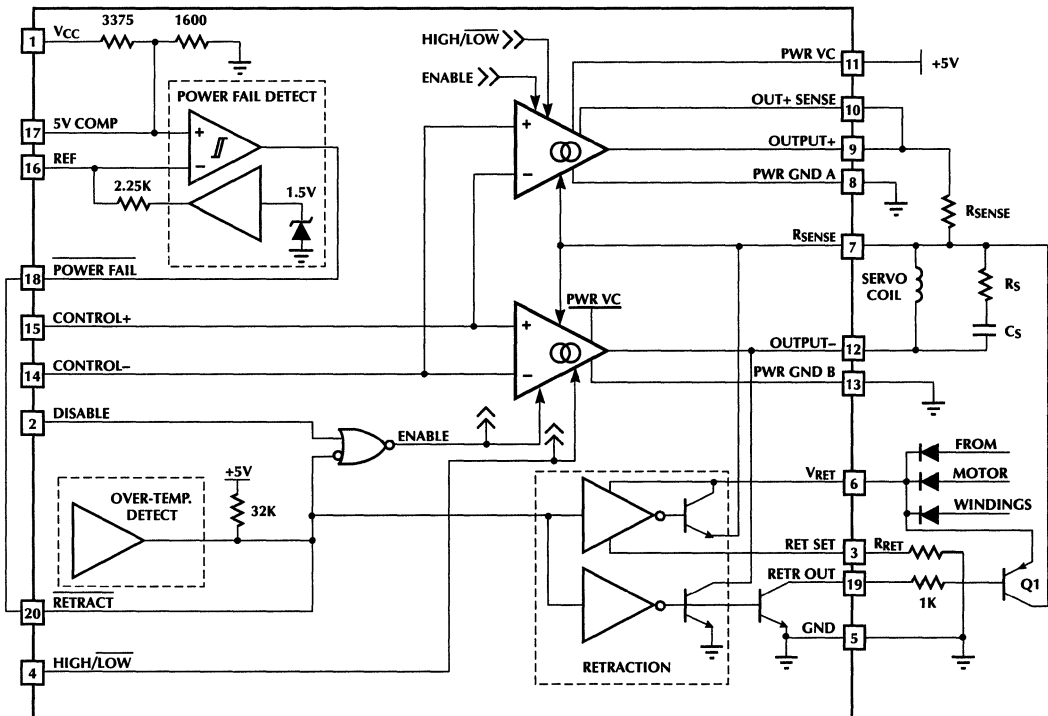 3375
1600
1
VCC
HIGH/LOW
PWR VC
11
+5V
ENABLE
POWER FAIL DETECT
OUT+ SENSE
10
17
5V COMP
+
+
OUTPUT+
9
16
REF
−
−
PWR GND A
8
2.25K
1.5V
RSENSE
RSENSE
7
18
POWER FAIL
SERVO
COIL
RS
PWR VC
15
CONTROL+
+
CS
14
CONTROL−
−
OUTPUT−
12
PWR GND B
13
2
DISABLE
ENABLE
FROM
+5V
VRET
6
MOTOR
OVER-TEMP.
DETECT
32K
WINDINGS
RET SET
3
RRET
RETR OUT
19
Q1
1K
20
RETRACT
GND
5
4
HIGH/LOW
RETRACTION